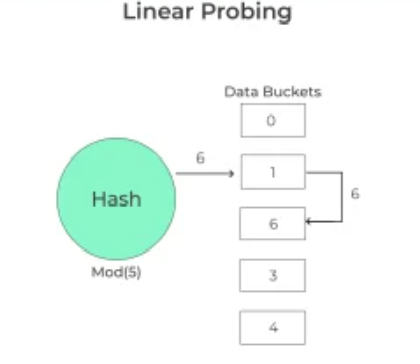 Linear Probing
Data Buckets
0
6
1
Hash
6
6
Mod(5)
3
4